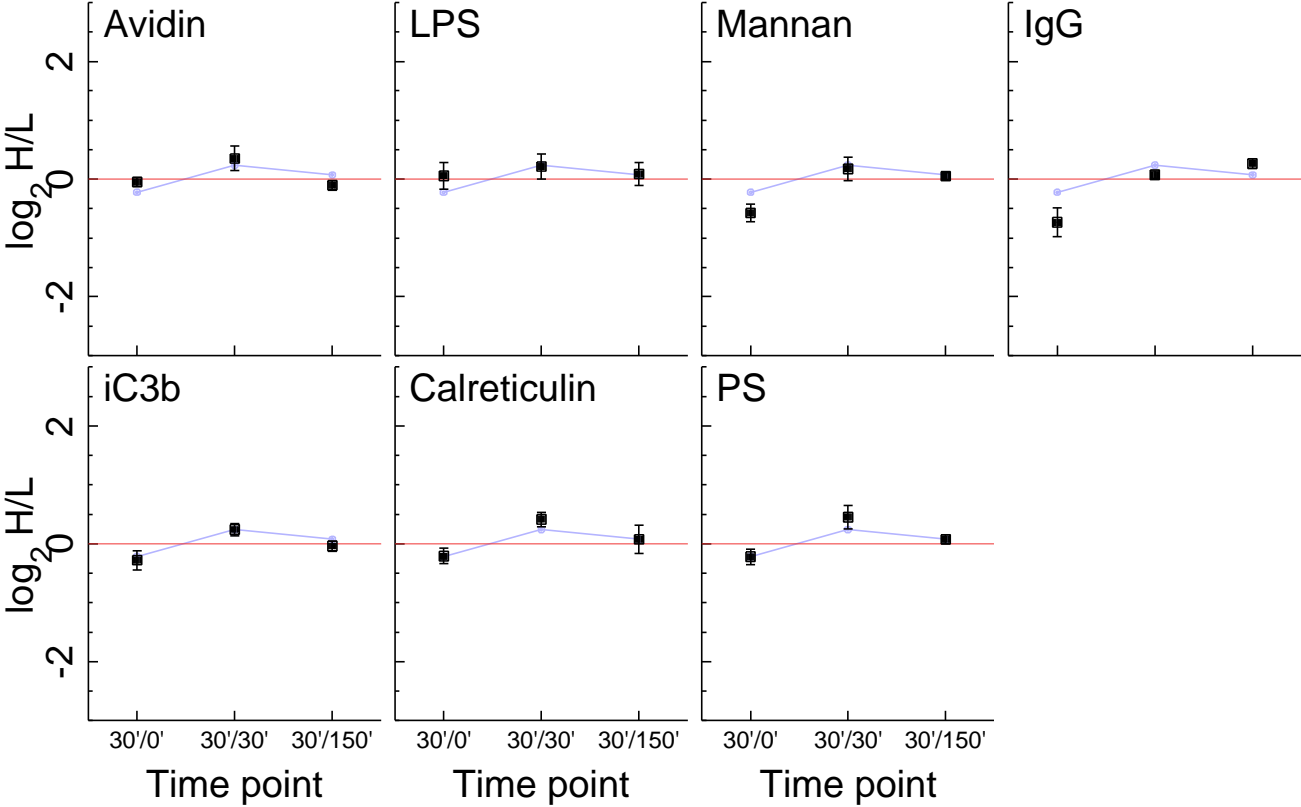 Avidin LPS Mannan IgG
2
0
-2
log2 H/L
iC3b Calreticulin PS
2
0
-2
log2 H/L
30'/0' 30'/30' 30'/150' 30'/0' 30'/30' 30'/150' 30'/0' 30'/30' 30'/150'
Time point Time point Time point